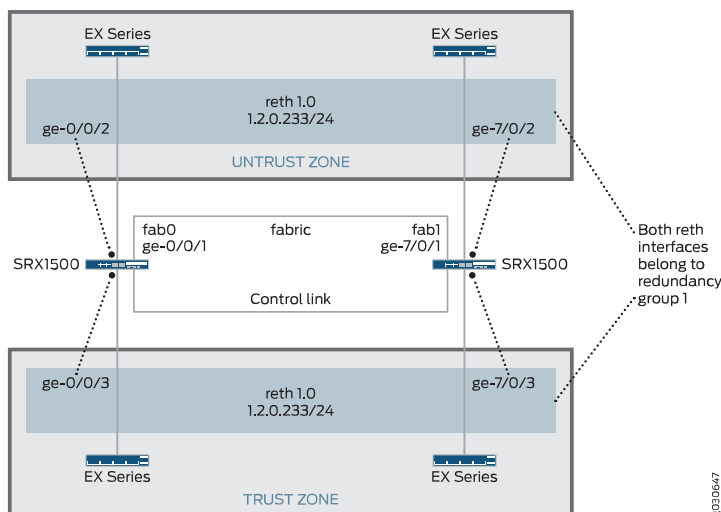 EX Series
EX Series
reth 1.0
1.2.0.233/24
ge-0/0/2
ge-7/0/2
UNTRUST ZONE
fab0
ge-0/0/1
fabric
fab1
ge-7/0/1
SRX1500
SRX1500
Control link
Both reth
interfaces
belong to
redundancy
group 1
ge-0/0/3
ge-7/0/3
reth 1.0
1.2.0.233/24
EX Series
EX Series
TRUST ZONE
g030647